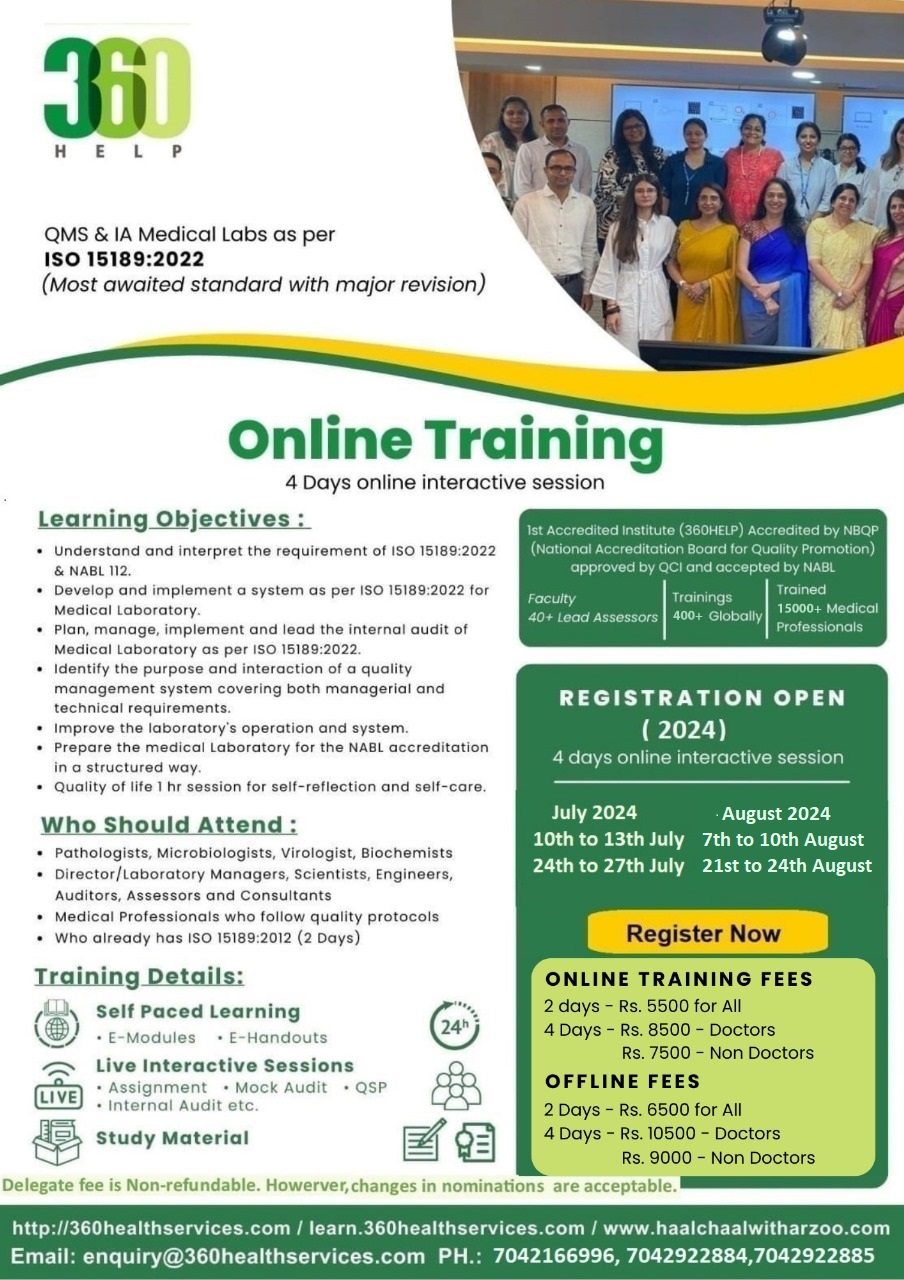 360
HELP
QMS & IA Medical Labs as per
ISO 15189:2022
(Most awaited standard with major revision)
Online Training
4 Days online interactive session
Learning Objectives :
• Understand and interpret the requirement of ISO 15189:2022
& NABL 112.
• Develop and implement a system as per ISO 15189:2022 for
Medical Laboratory.
• Plan, manage, implement and lead the internal audit of
Medical Laboratory as per ISO 15189:2022.
• Identify the purpose and interaction of a quality
management system covering both managerial and
technical requirements.
• Improve the laboratory's operation and system.
• Prepare the medical Laboratory for the NABL accreditation
in a structured way.
• Quality of life 1 hr session for self-reflection and self-care.
Who Should Attend :
• Pathologists, Microbiologists, Virologist, Biochemists
• Director/Laboratory Managers, Scientists, Engineers,
Auditors, Assessors and Consultants
• Medical Professionals who follow quality protocols
• Who already has ISO 15189:2012 (2 Days)
Training Details:
Self Paced Learning
• E-Modules • E-Handouts
24h
Live Interactive Sessions
LIVE
• Assignment • Mock Audit • QSP
• Internal Audit etc.
Study Material
1st Accredited Institute (360HELP) Accredited by NBQP
(National Accreditation Board for Quality Promotion)
approved by QCI and accepted by NABL
Faculty
40+ Lead Assessors
Trainings
400+ Globally
Trained
15000+ Medical
Professionals
REGISTRATION OPEN
( 2024)
4 days online interactive session
July 2024
10th to 13th July
24th to 27th July
August 2024
7th to 10th August
21st to 24th August
Register Now
ONLINE TRAINING FEES
2 days - Rs. 5500 for All
4 Days - Rs. 8500 - Doctors
Rs. 7500 - Non Doctors
OFFLINE FEES
2 Days - Rs. 6500 for All
4 Days - Rs. 10500 - Doctors
Rs. 9000 - Non Doctors
Delegate fee is Non-refundable. Howerver,changes in nominations are acceptable.
http://360healthservices.com / learn.360healthservices.com / www.haalchaalwitharzoo.com
Email: enquiry@360healthservices.com PH.: 7042166996, 7042922884,7042922885